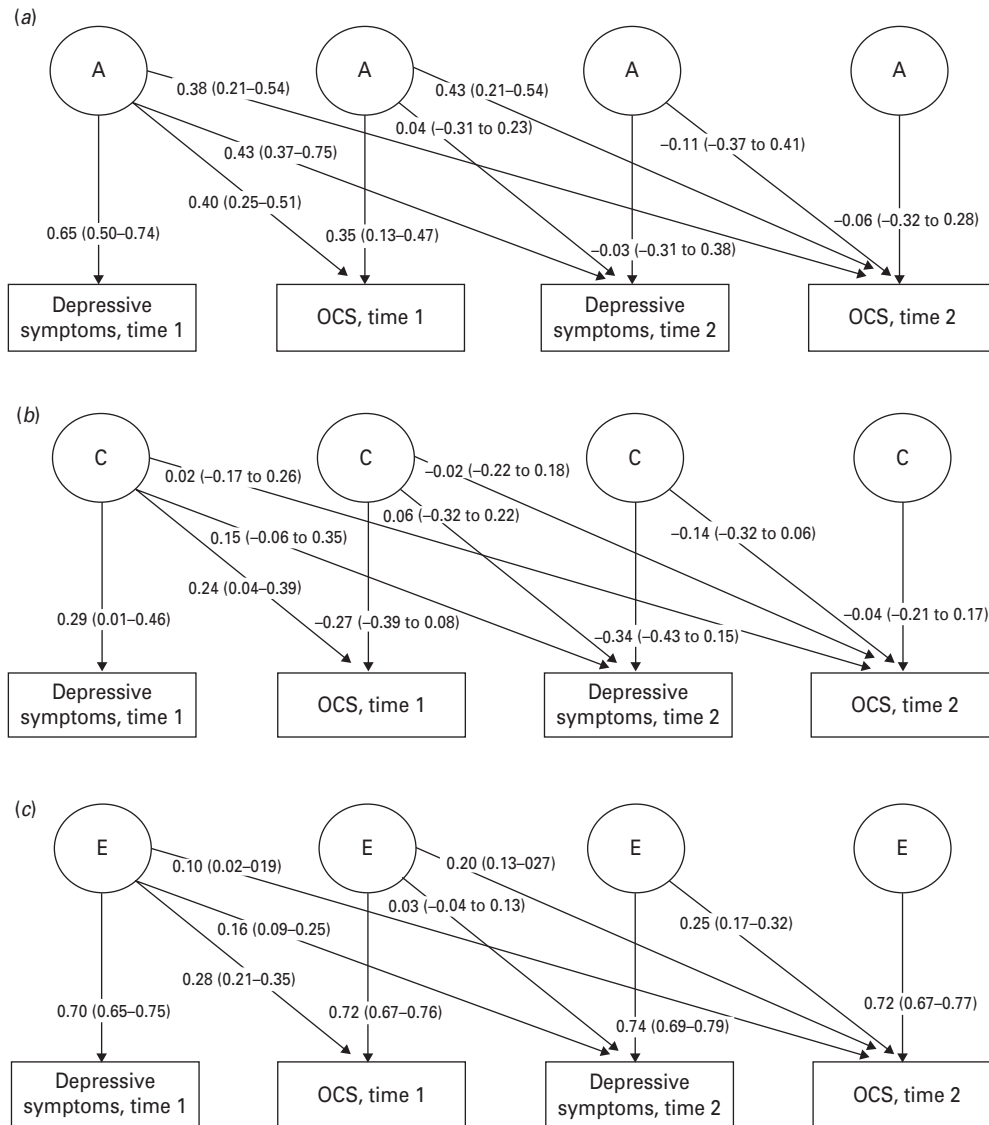 (a)
A
A
A
A
0.38 (0.21–0.54)
0.43 (0.21–0.54)
0.04 (–0.31 to 0.23)
–0.11 (–0.37 to 0.41)
0.43 (0.37–0.75)
0.40 (0.25–0.51)
0.65 (0.50–0.74)
0.35 (0.13–0.47)
–0.03 (–0.31 to 0.38)
–0.06 (–0.32 to 0.28)
Depressive
symptoms, time 1
OCS, time 1
Depressive
symptoms, time 2
OCS, time 2
(b)
C
C
C
C
0.02 (–0.17 to 0.26)
–0.02 (–0.22 to 0.18)
0.06 (–0.32 to 0.22)
–0.14 (–0.32 to 0.06)
0.15 (–0.06 to 0.35)
0.24 (0.04–0.39)
0.29 (0.01–0.46)
–0.27 (–0.39 to 0.08)
–0.34 (–0.43 to 0.15)
–0.04 (–0.21 to 0.17)
Depressive
symptoms, time 1
OCS, time 1
Depressive
symptoms, time 2
OCS, time 2
(c)
E
E
E
E
0.10 (0.02–019)
0.20 (0.13–027)
0.03 (–0.04 to 0.13)
0.25 (0.17–0.32)
0.16 (0.09–0.25)
0.28 (0.21–0.35)
0.70 (0.65–0.75)
0.72 (0.67–0.76)
0.74 (0.69–0.79)
0.72 (0.67–0.77)
Depressive
symptoms, time 1
OCS, time 1
Depressive
symptoms, time 2
OCS, time 2